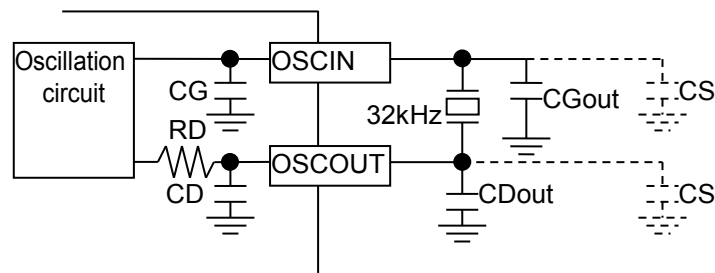 Oscillation
circuit
CG
OSCIN
32kHz
CGout
CS
RD
CD
OSCOUT
CDout
CS